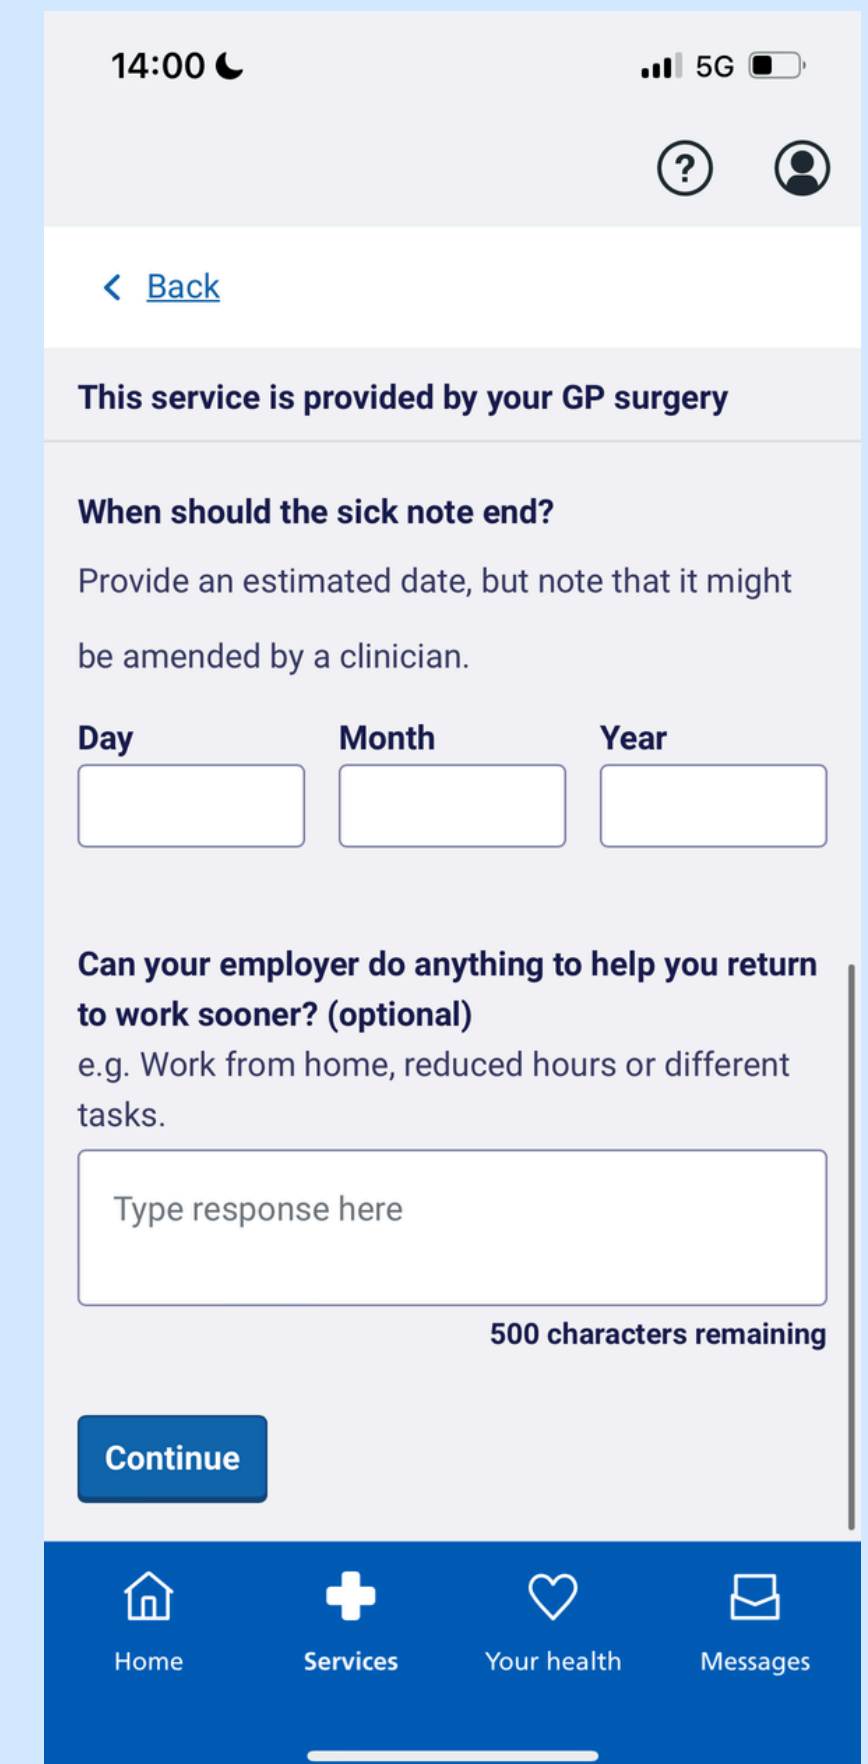 14:00
5G
?
Back
This service is provided by your GP surgery
When should the sick note end?
Provide an estimated date, but note that it might
be amended by a clinician.
Day Month Year
Can your employer do anything to help you return
to work sooner? (optional)
e.g. Work from home, reduced hours or different
tasks.
Type response here
500 characters remaining
Continue
Home Services Your health Messages